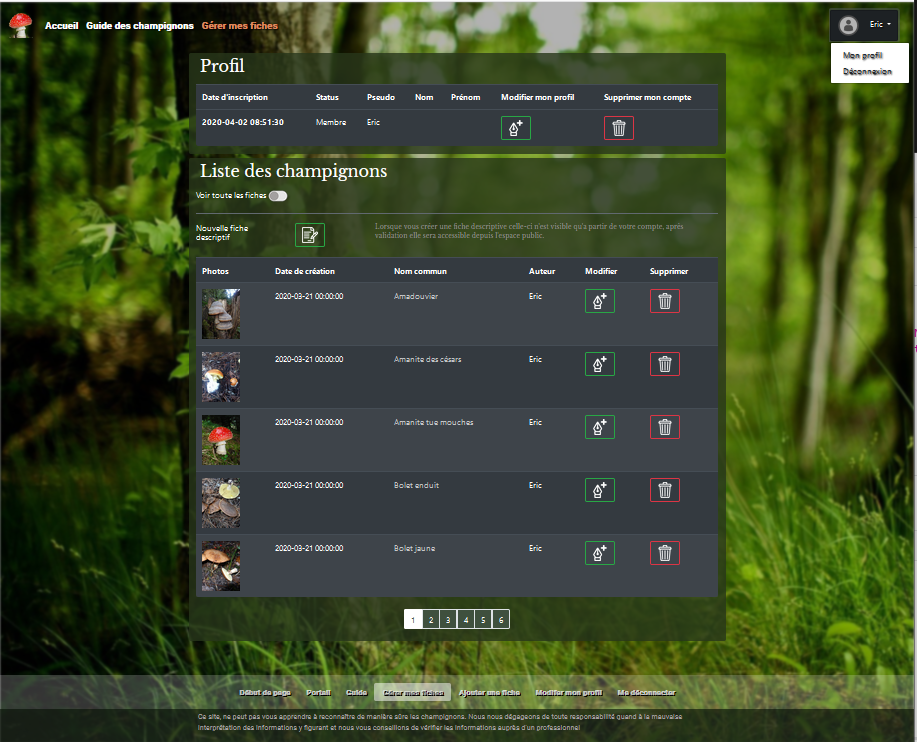 Accueil Guide des champignons Gérer mes fiches
Eric
Mon profil
Déconnexion
Profil
Date d'inscription Status Pseudo Nom Prénom Modifier mon profil Supprimer mon compte
2020-04-02 08:51:30 Membre Eric
Liste des champignons
Voir toute les fiches
Nouvelle fiche
descriptif
Lorsque vous créer une fiche descriptive celle-ci n'est visible qu'a partir de votre compte, après
validation elle sera accessible depuis l'espace public.
Photos Date de création Nom commun Auteur Modifier Supprimer
2020-03-21 00:00:00 Amadouvier Eric
2020-03-21 00:00:00 Amanite des césars Eric
2020-03-21 00:00:00 Amanite tue mouches Eric
2020-03-21 00:00:00 Bolet enduit Eric
2020-03-21 00:00:00 Bolet jaune Eric
1 2 3 4 5 6
Début de page Portail Guide Gérer mes fiches Ajouter une fiche Modifier mon profil Me déconnecter
Ce site, ne peut pas vous apprendre à reconnaître de manière sûre les champignons. Nous nous dégageons de toute responsabilité quand à la mauvaise
interprétation des informations y figurant et nous vous conseillons de vérifier les informations auprès d'un professionnel